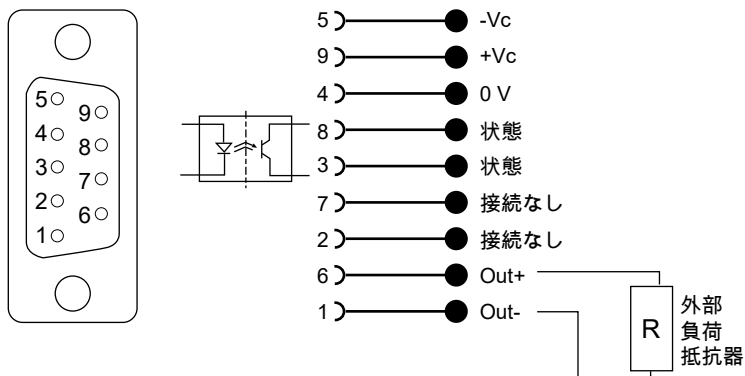 5 -Vc
9 +Vc
4 0 V
8 状態
3 状態
7 接続なし
2 接続なし
6 Out+
1 Out-
5
9
4
8
3
7
2
6
1
R
外部
負荷
抵抗器